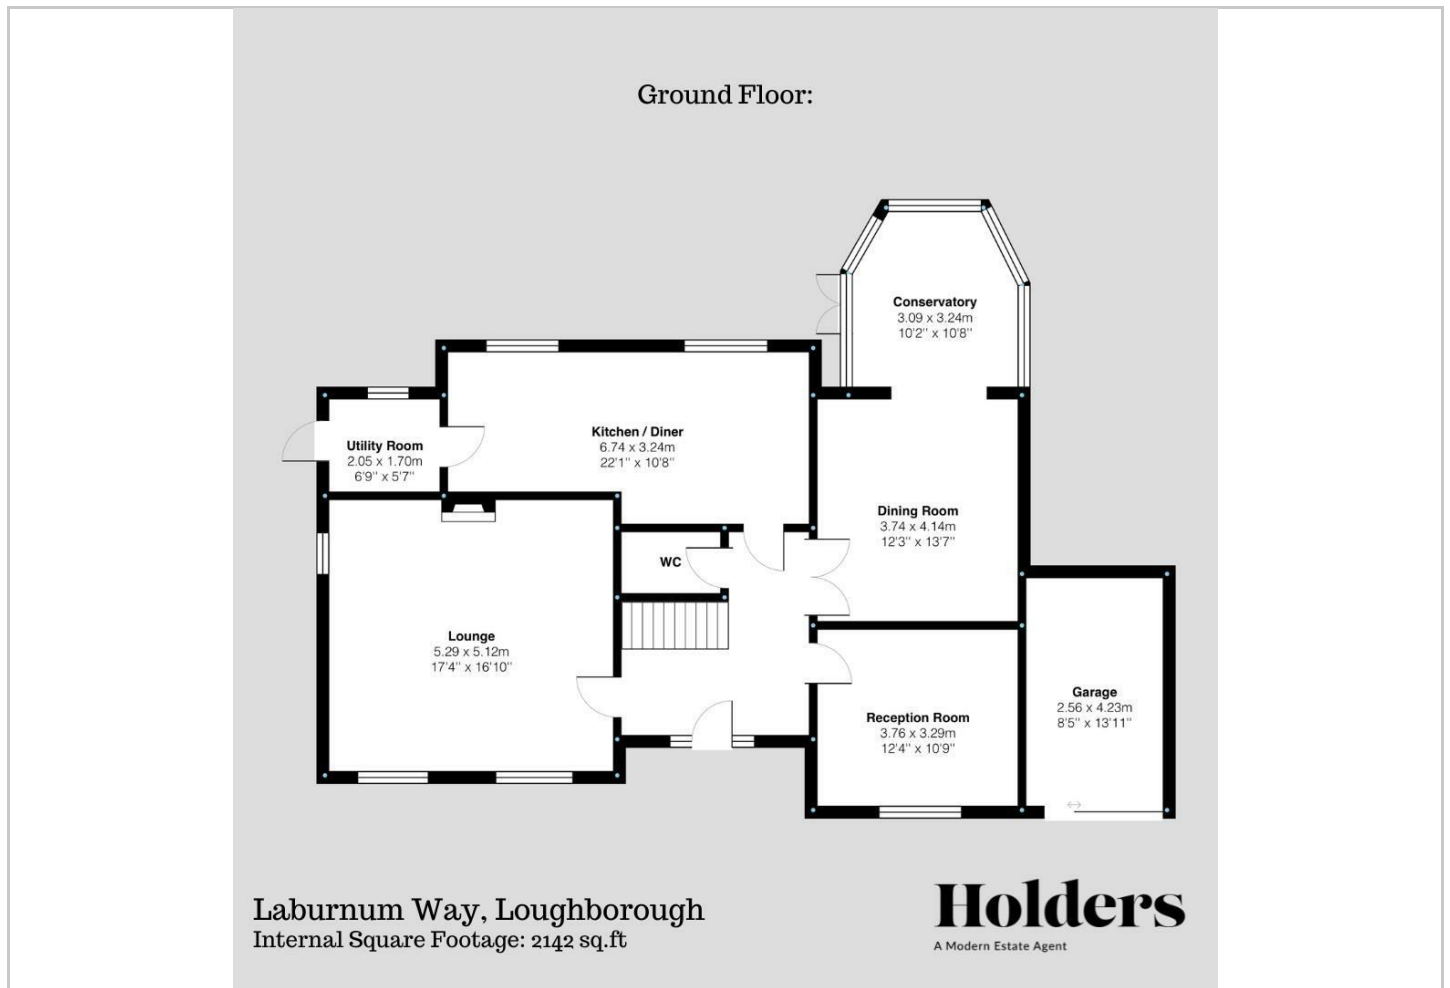 Ground Floor:
Conservatory
3.09 x 3.24m
10'2'' x 10'8''
Kitchen / Diner
6.74 x 3.24m
22'1'' x 10'8''
Utility Room
2.05 x 1.70m
6'9'' x 5'7''
Dining Room
3.74 x 4.14m
12'3'' x 13'7''
WC
Lounge
5.29 x 5.12m
17'4'' x 16'10''
Garage
2.56 x 4.23m
8'5'' x 13'11''
Reception Room
3.76 x 3.29m
12'4'' x 10'9''
Laburnum Way, Loughborough
Internal Square Footage: 2142 sq.ft
Holders
A Modern Estate Agent